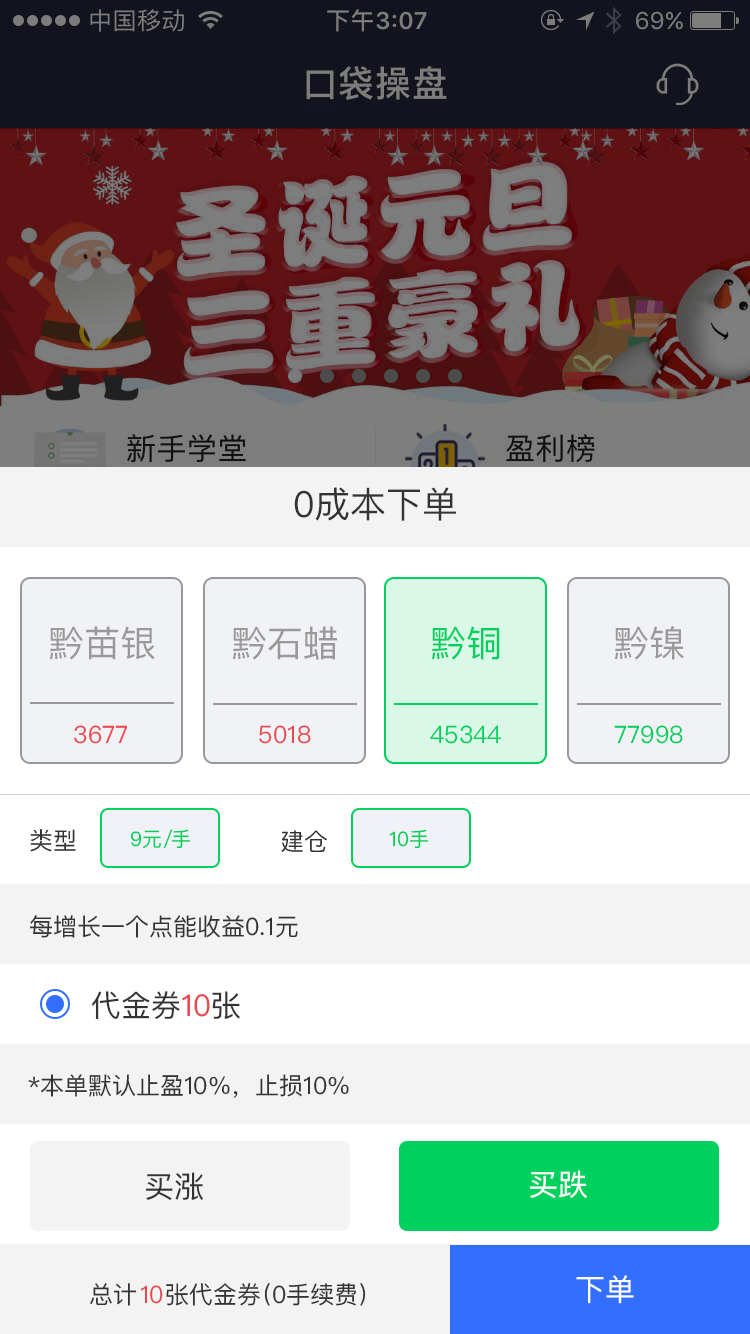 中国移动 下午3:07 69%
口袋操盘
圣诞元旦
三重豪礼
新手学堂 盈利榜
0成本下单
黔苗银 黔石蜡 黔铜 黔镍
3677 5018 45344 77998
类型 9元/手 建仓 10手
每增长一个点能收益0.1元
代金券10张
*本单默认止盈10%，止损10%
买涨 买跌
总计10张代金券(0手续费) 下单